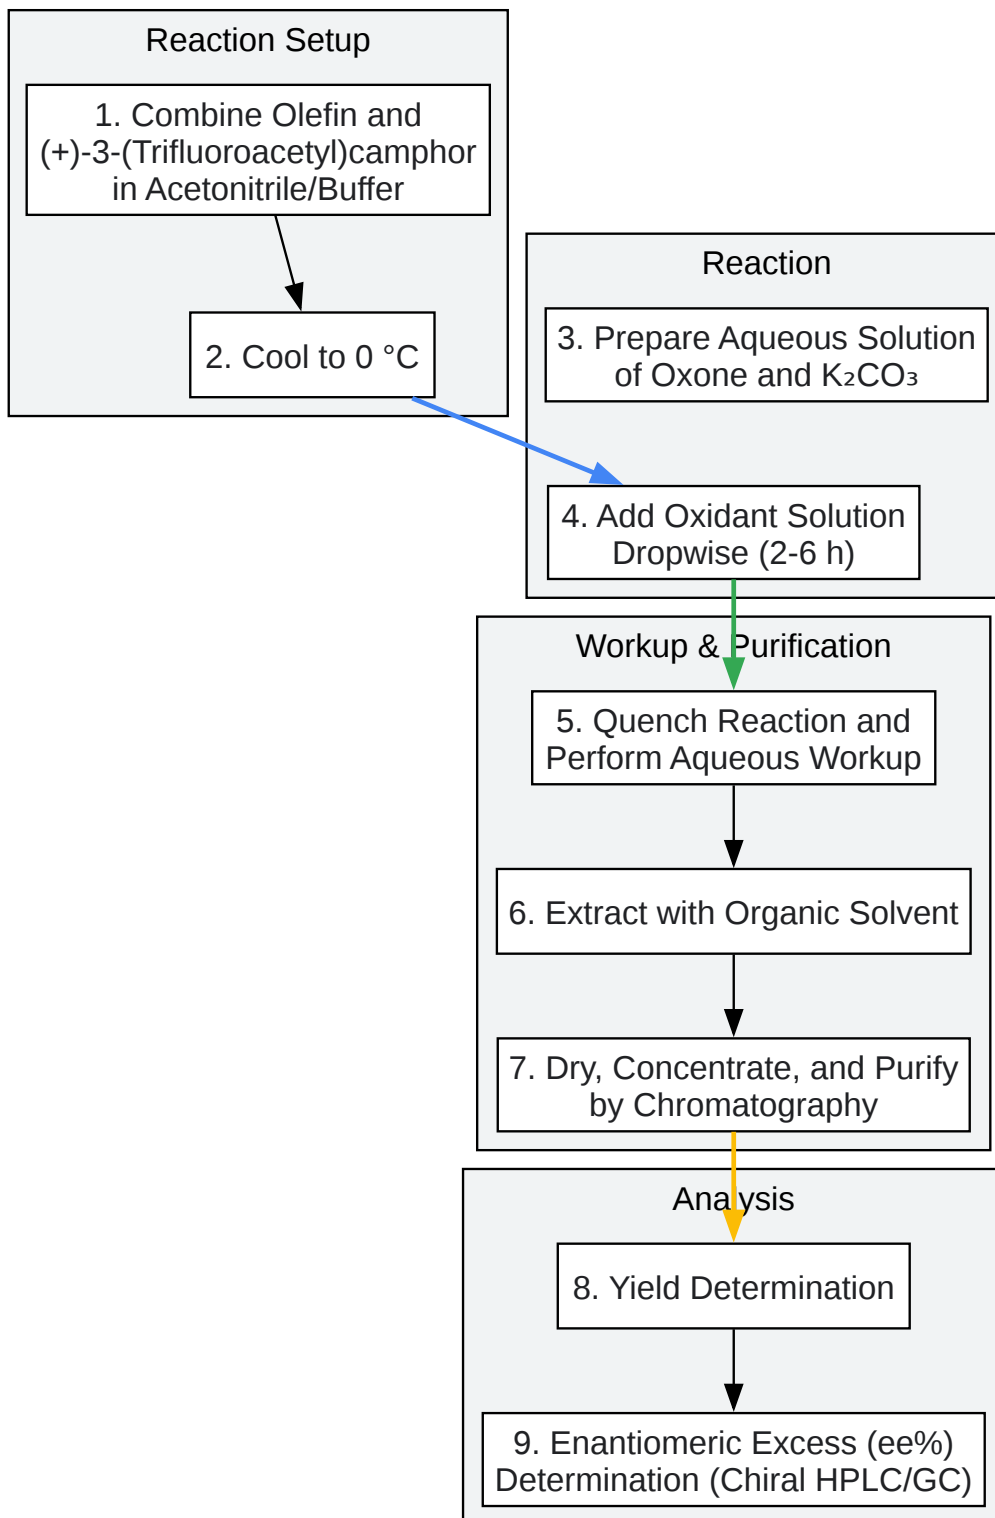 Reaction Setup
1. Combine Olefin and
(+)-3-(Trifluoroacetyl)camphor
in Acetonitrile/Buffer
2. Cool to 0 °C
Reaction
3. Prepare Aqueous Solution
of Oxone and K₂CO₃
4. Add Oxidant Solution
Dropwise (2-6 h)
Workup & Purification
5. Quench Reaction and
Perform Aqueous Workup
6. Extract with Organic Solvent
7. Dry, Concentrate, and Purify
by Chromatography
Analysis
8. Yield Determination
9. Enantiomeric Excess (ee%)
Determination (Chiral HPLC/GC)